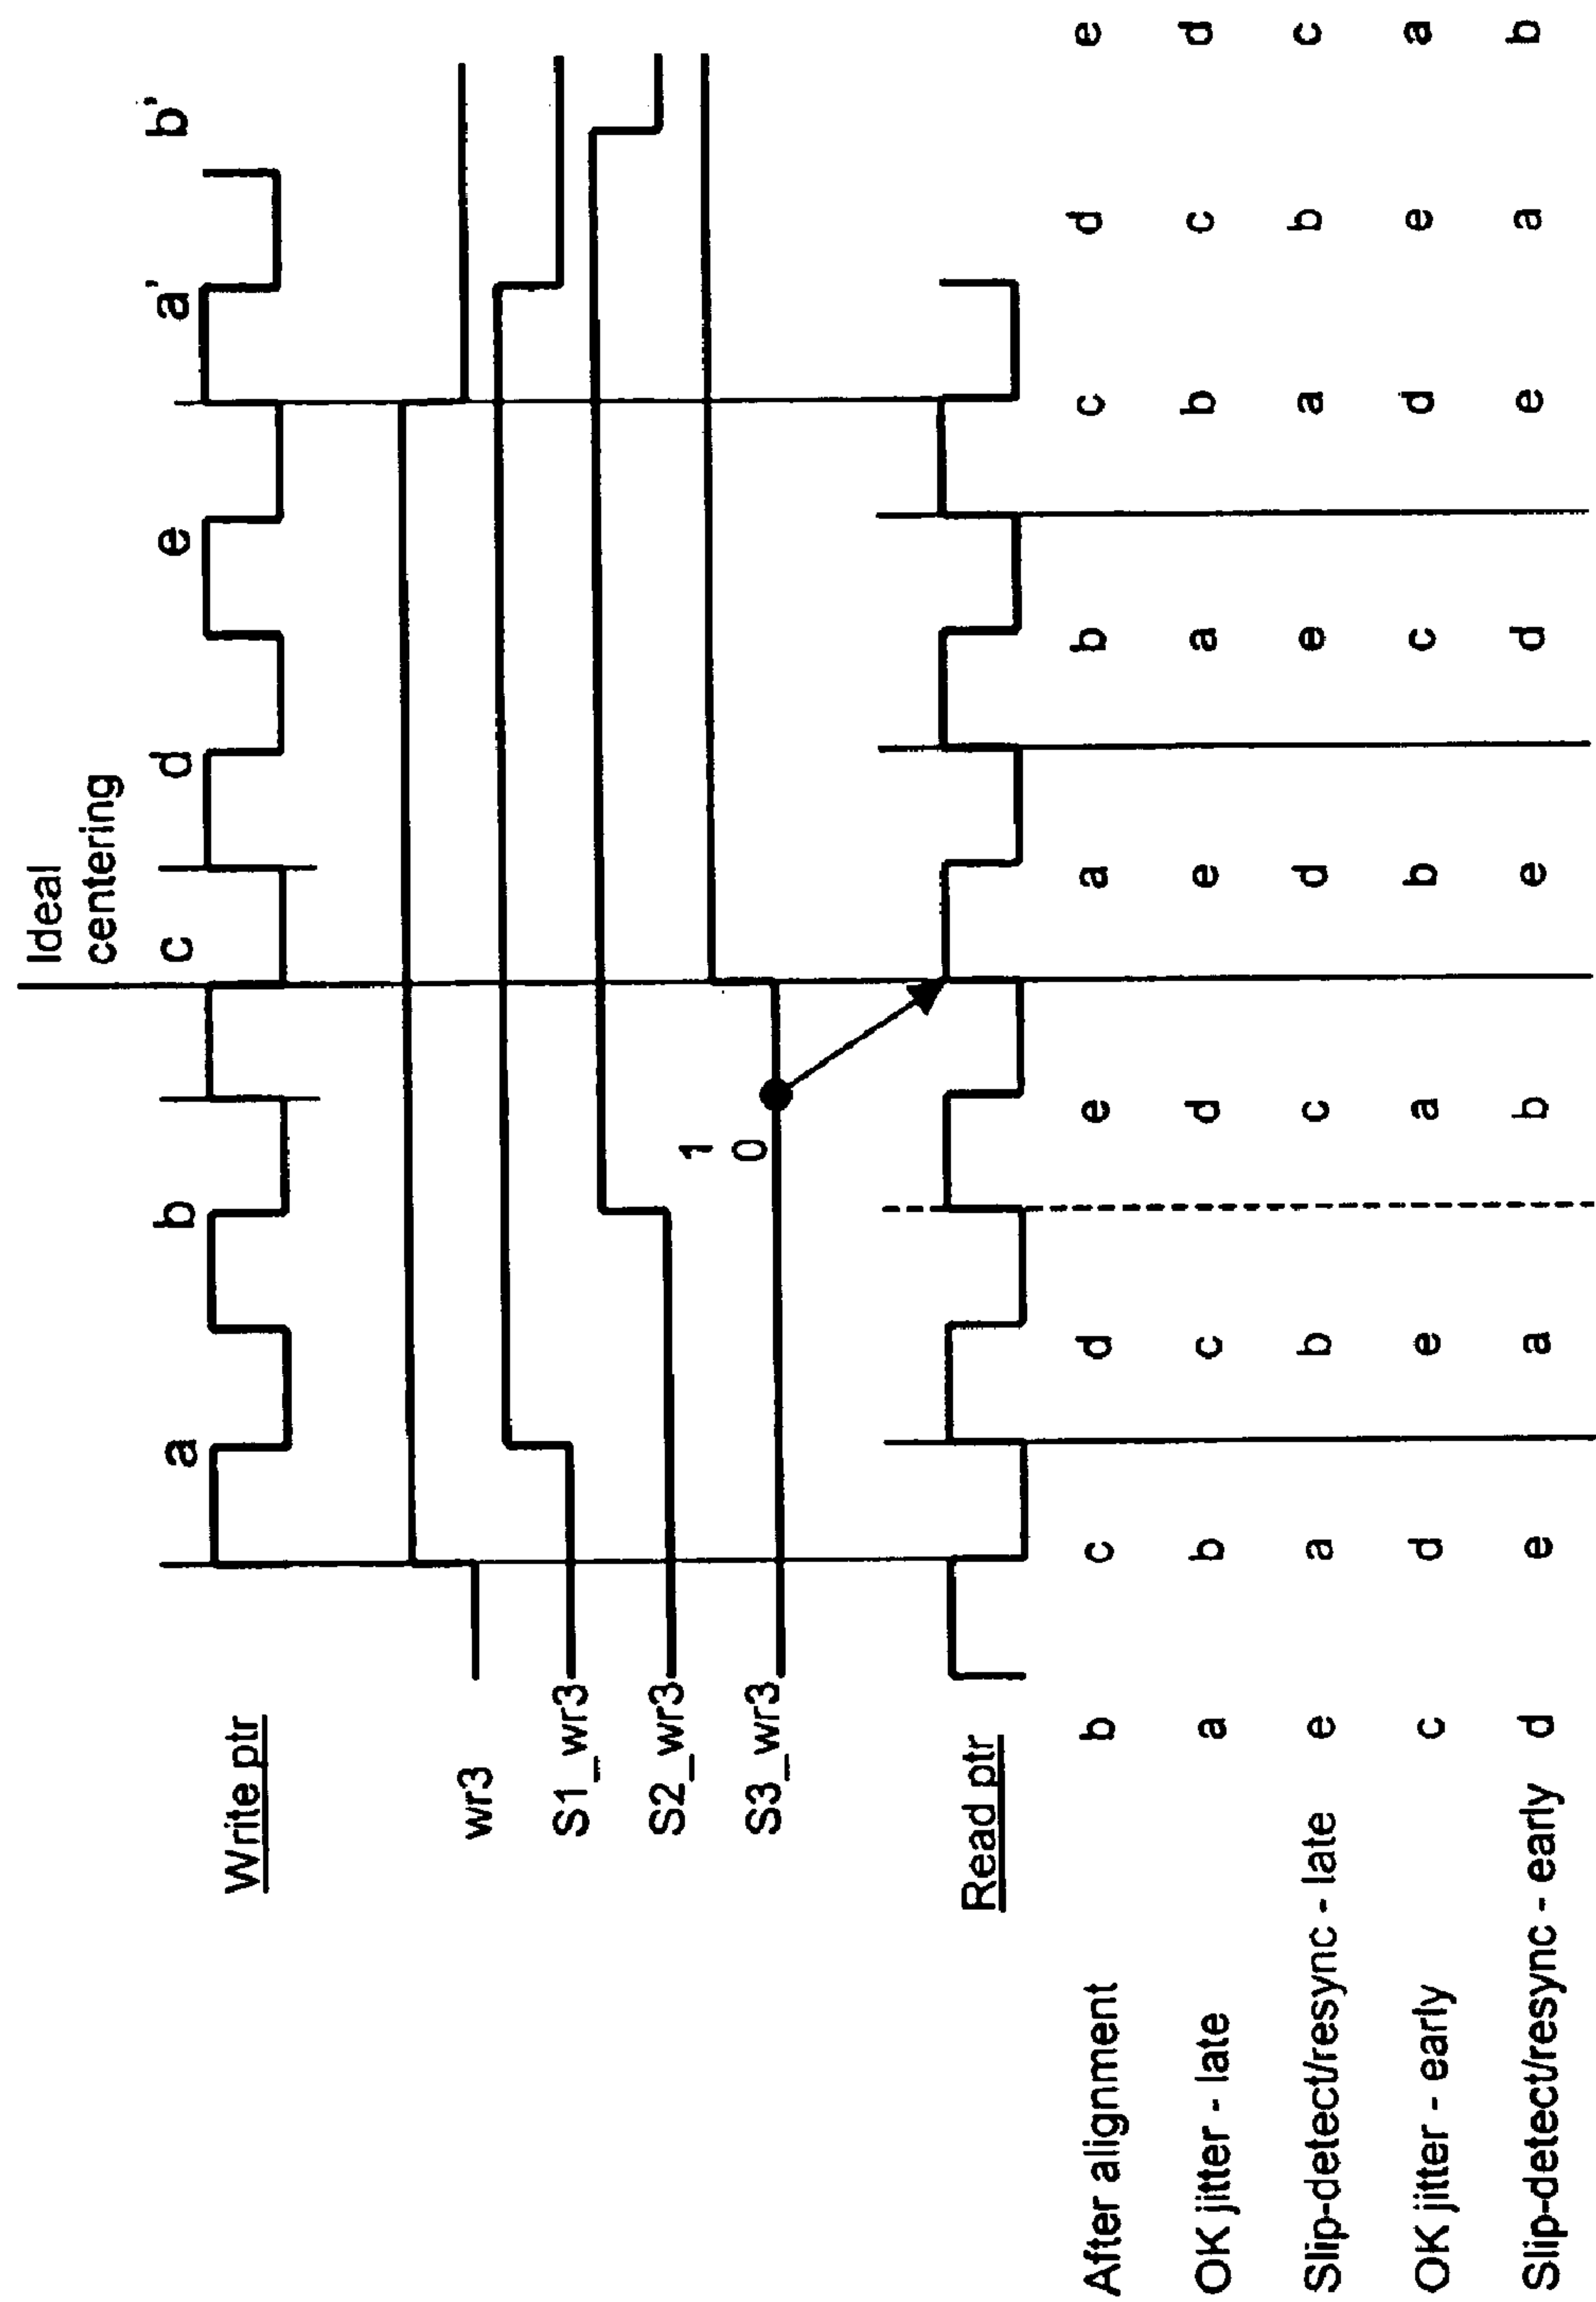 Ideal
centering
Write ptr a b c d e a' b'
wr3
S1_wr3
S2_wr3
1
0
S3_wr3
Read ptr
After alignment b c d e a b c d e
OK jitter - late a b c d e a b c d
Slip-detect/resync - late e a b c d e a b c
OK jitter - early c d e a b c d e a
Slip-detect/resync - early d e a b e d e a b